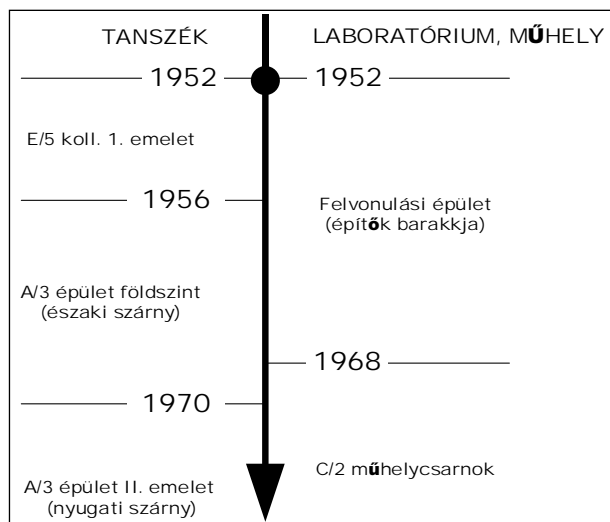 TANSZÉK
LABORATÓRIUM, MŰHELY
1952
1952
E/5 koll. 1. emelet
1956
Felvonulási épület
(építők barakkja)
A/3 épület földszint
(északi szárny)
1968
1970
A/3 épület II. emelet
(nyugati szárny)
C/2 műhelycsarnok